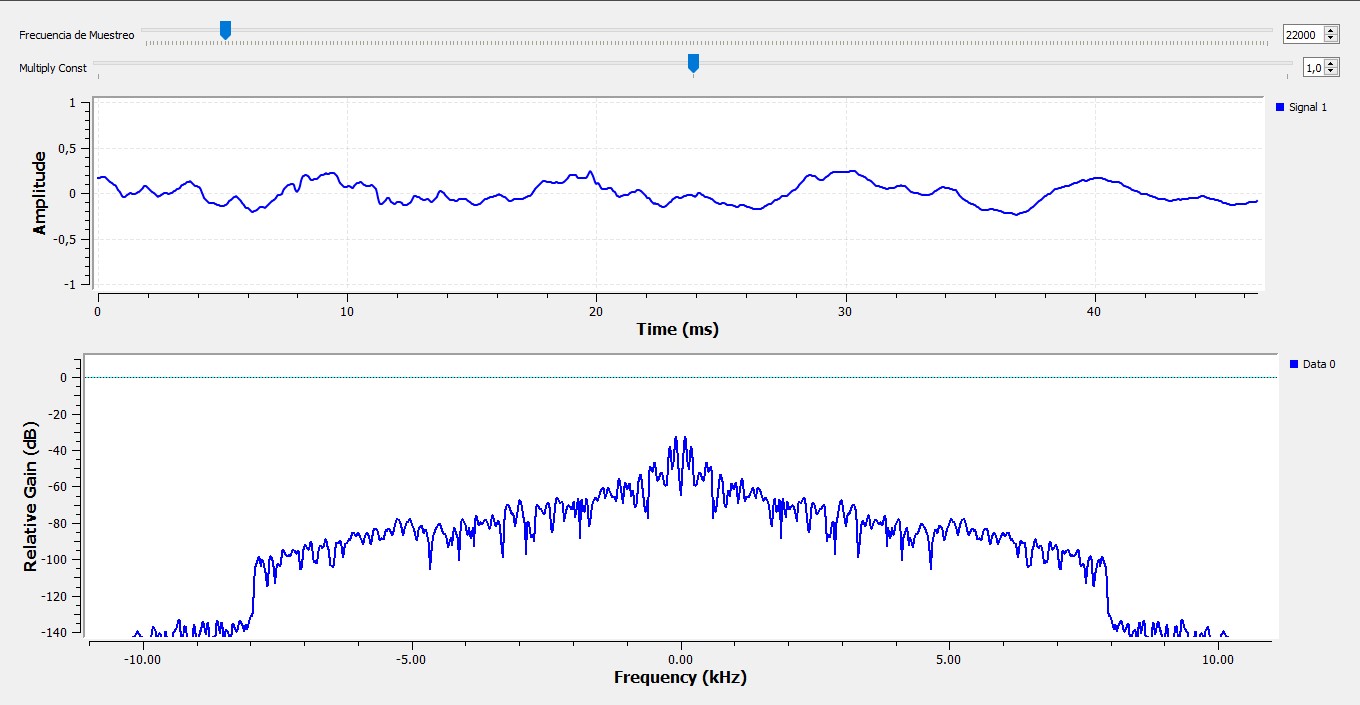 Frecuencia de Muestreo 22000
Multiply Const 1,0
Signal 1
Amplitude
1
0,5
0
-0,5
-1
0 10 20 30 40
Time (ms)
Data 0
Relative Gain (dB)
0
-20
-40
-60
-80
-100
-120
-140
-10.00 -5.00 0.00 5.00 10.00
Frequency (kHz)